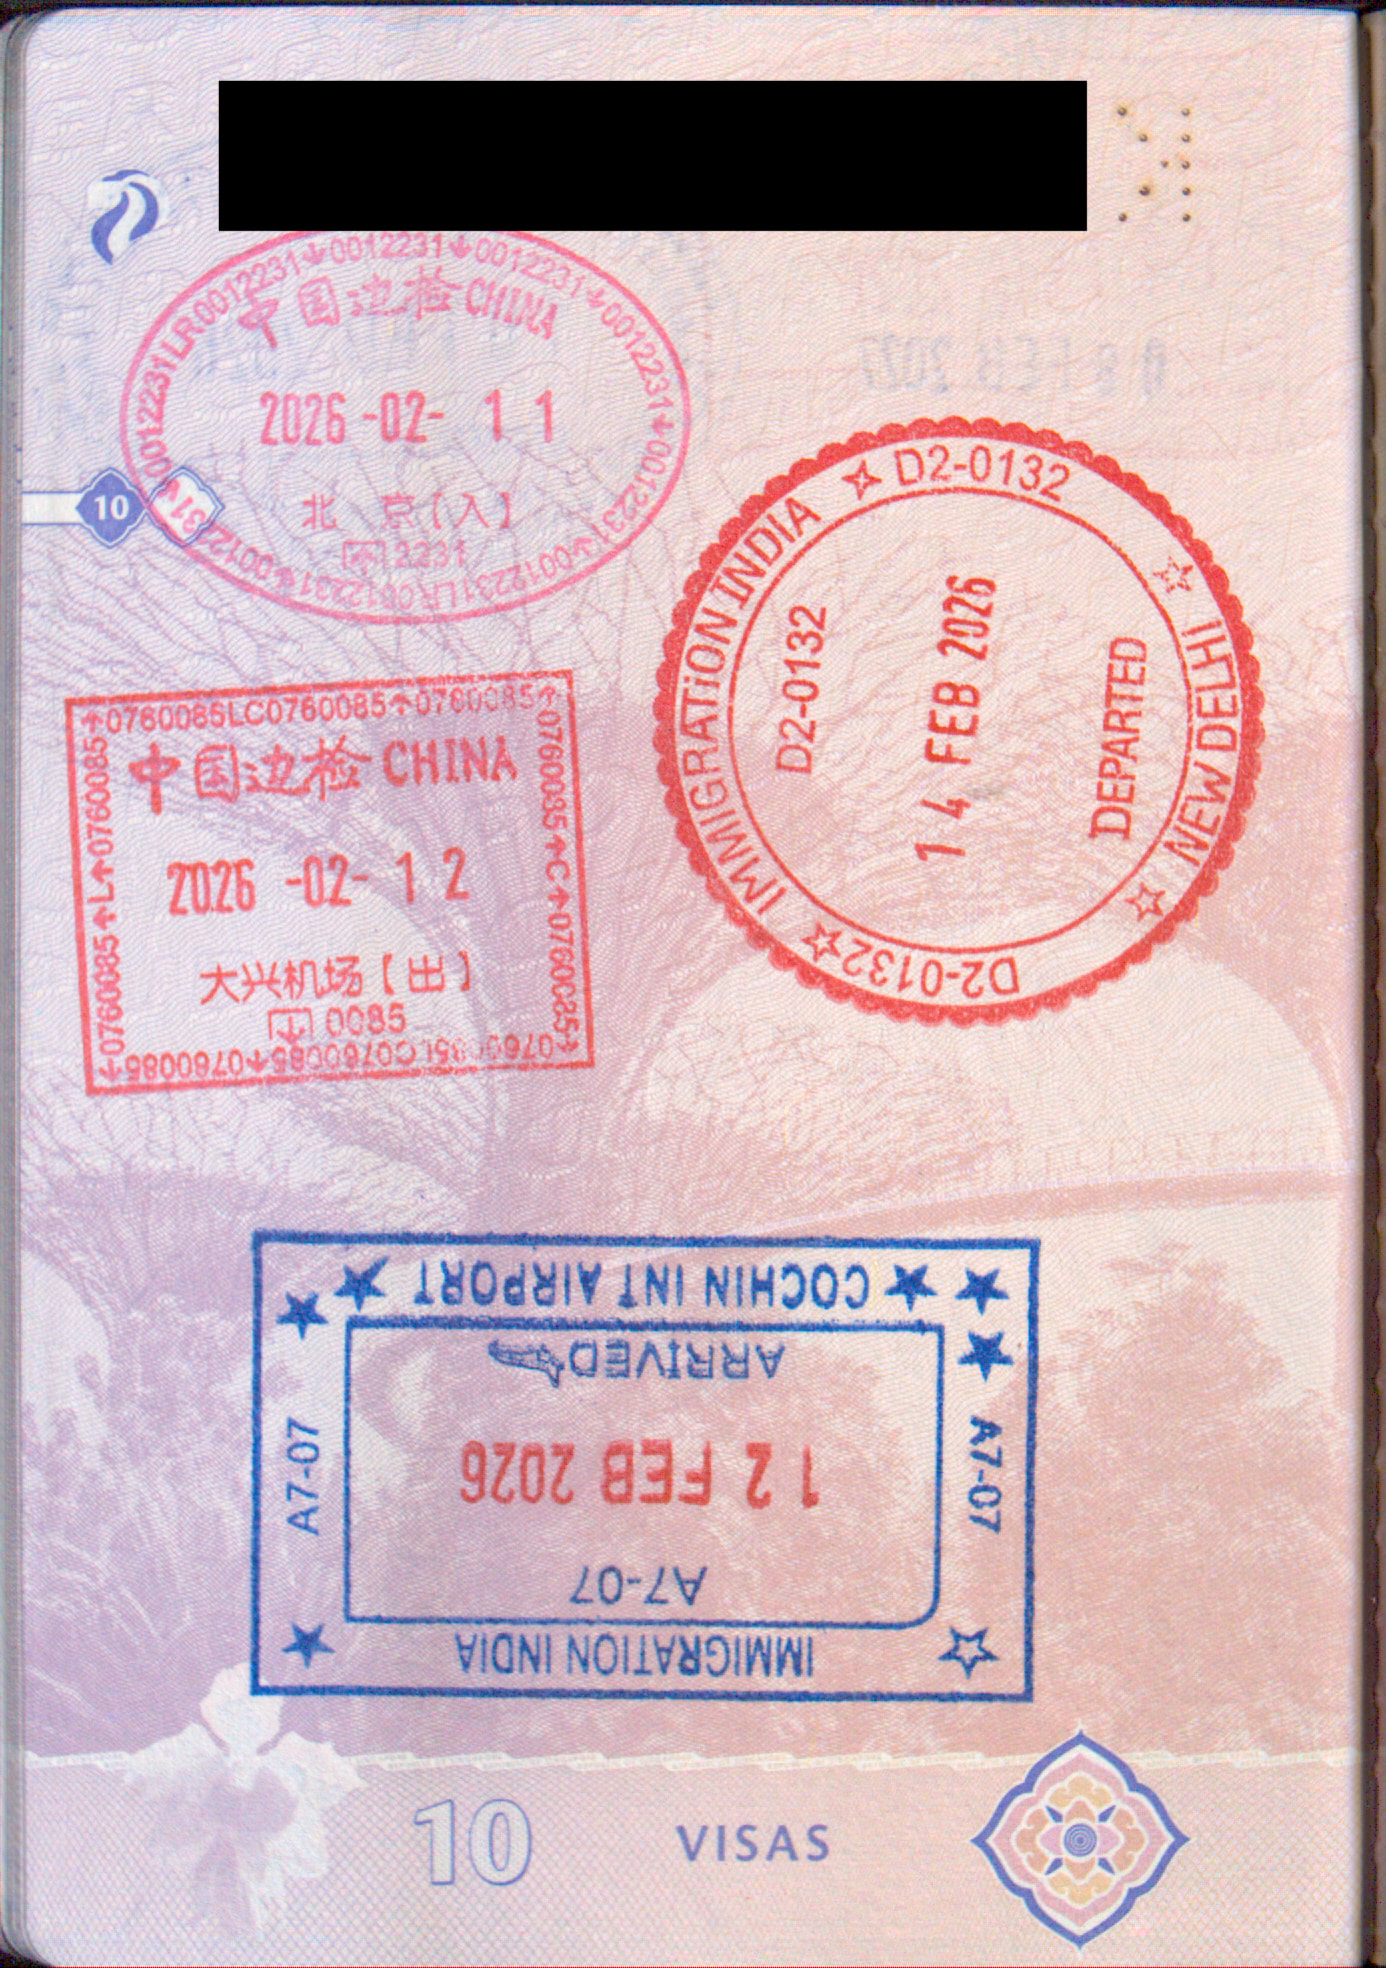 0012231LR0012231↓0012231↓0012231↓0012231↓0012231
中国边检 CHINA
2026-02-11
北京【入】
2231
10
D2-0132
IMMIGRATION INDIA
D2-0132
14 FEB 2026
DEPARTED
NEW DELHI
D2-0132
↑0760085LC0760085↑0760085↑
0760085↑C↑0760085
↑0760085↑L↑0760085
中国边检 CHINA
2026-02-12
大兴机场【出】
0085
0760085LC0760085↑0760085
IMMIGRATION INDIA
A7-07
12 FEB 2026
ARRIVED
COCHIN INT AIRPORT
A7-07
A7-07
10
VISAS